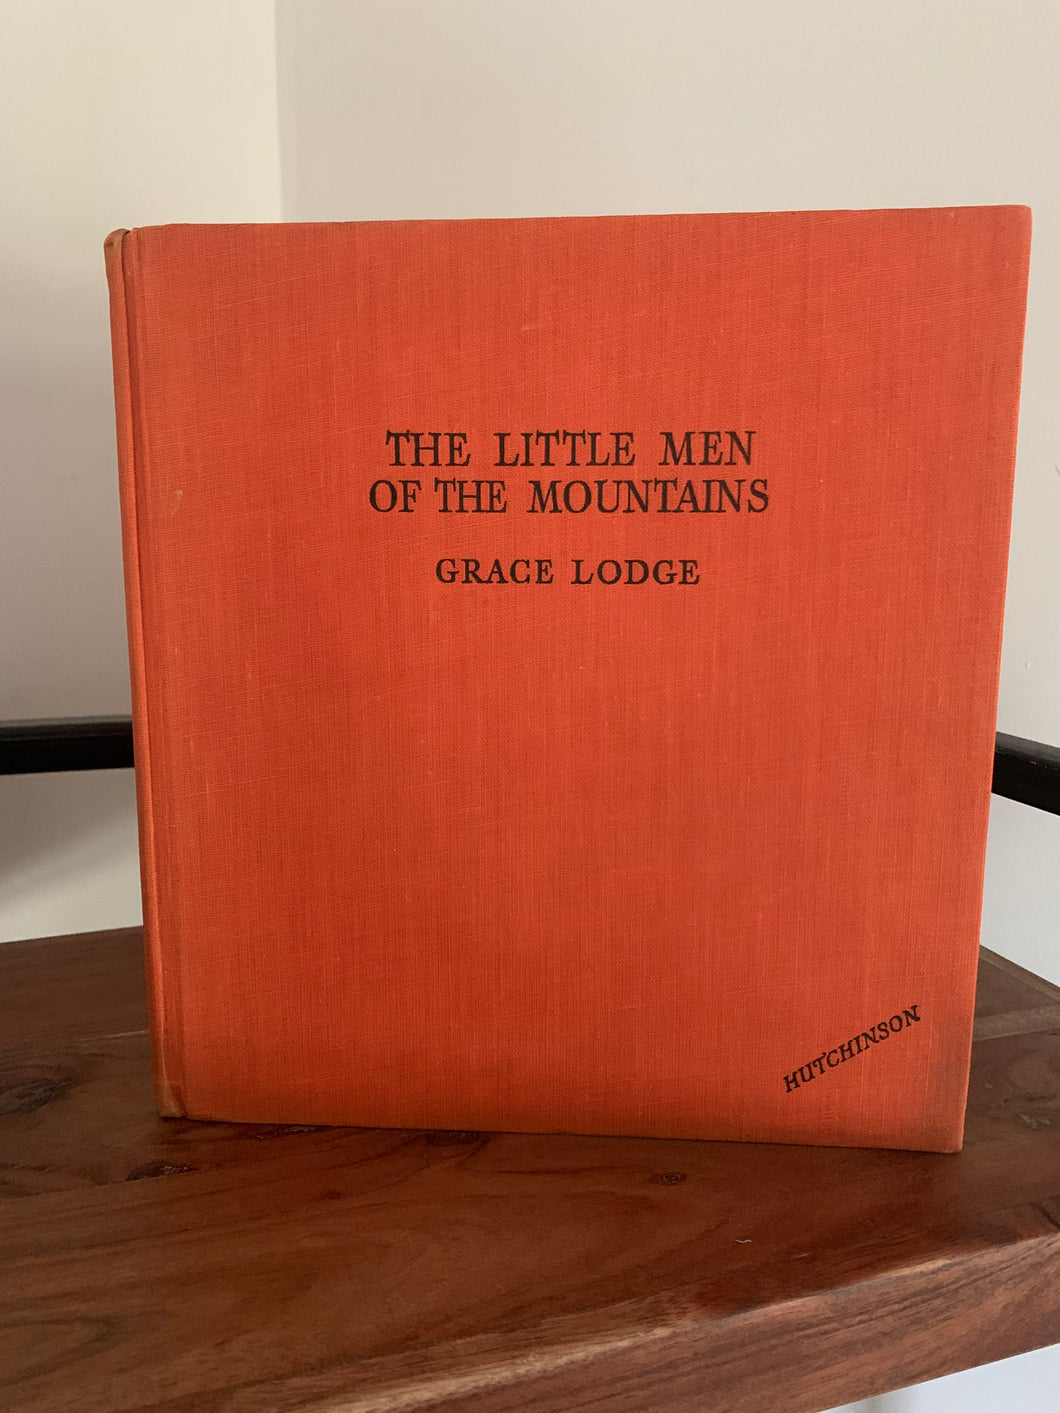 THE LITTLE MEN
OF THE MOUNTAINS
GRACE LODGE
HUTCHINSON